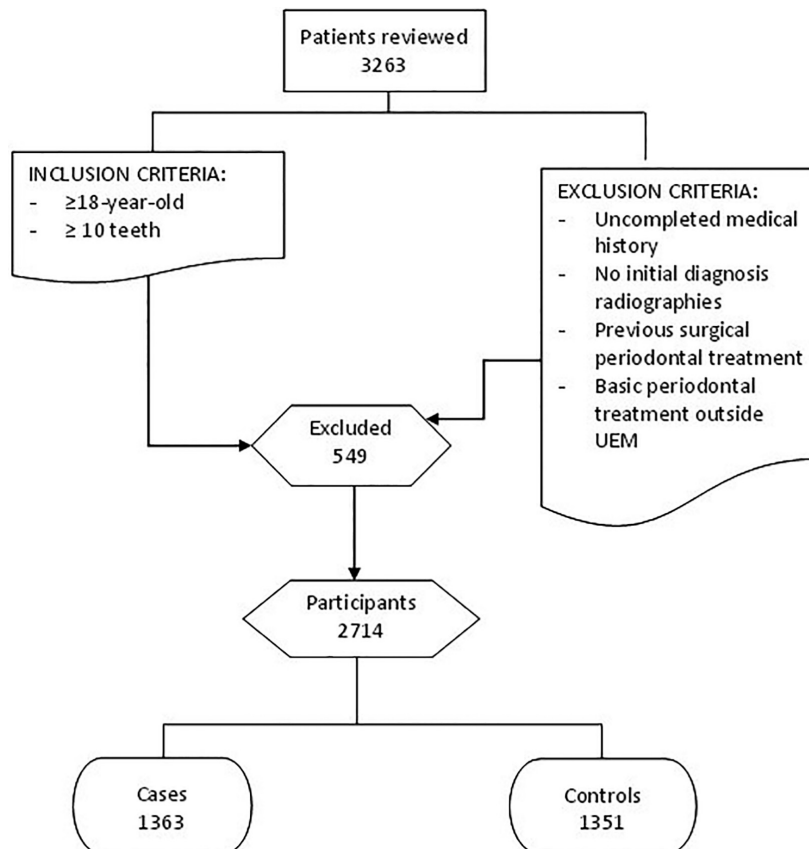 Patients reviewed
3263
INCLUSION CRITERIA:
- ≥18-year-old
- ≥ 10 teeth
EXCLUSION CRITERIA:
- Uncompleted medical
history
- No initial diagnosis
radiographies
- Previous surgical
periodontal treatment
- Basic periodontal
treatment outside
UEM
Excluded
549
Participants
2714
Cases
1363
Controls
1351